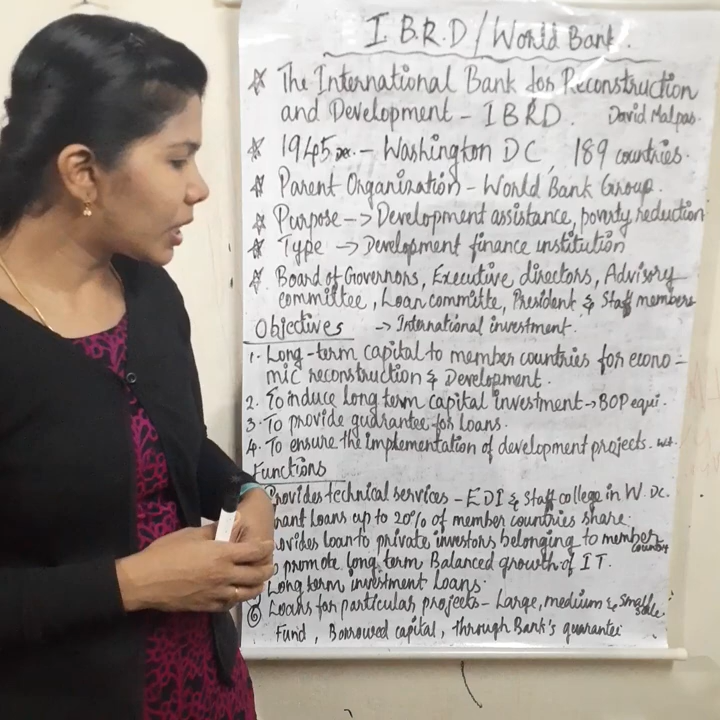 I.B.R.D/World Bank.
The International Bank for Reconstruction
and Development - IBRD. David Malpas.
1945 Dec. - Washington DC, 189 countries.
Parent Organization - World Bank Group.
Purpose -> Development assistance, poverty reduction
Type -> Development finance institution
Board of Governors, Executive directors, Advisory
committee, Loan committe, President & Staff members
Objectives -> International investment.
1. Long-term capital to member countries for econo-
mic reconstruction & Development.
2. To induce long term capital investment -> BOP equi.
3. To provide guarantee for loans.
4. To ensure the implementation of development projects.
Functions
Provides technical services - EDI & Staff college in W. DC.
rant Loans up to 20% of member countries share.
ovides loan to private investors belonging to member
country
o promote long term Balanced growth of IT.
Long term investment Loans.
6 Loans for particular projects - Large, medium & small
scale
Fund, Borrowed capital, through Bank's guarantee